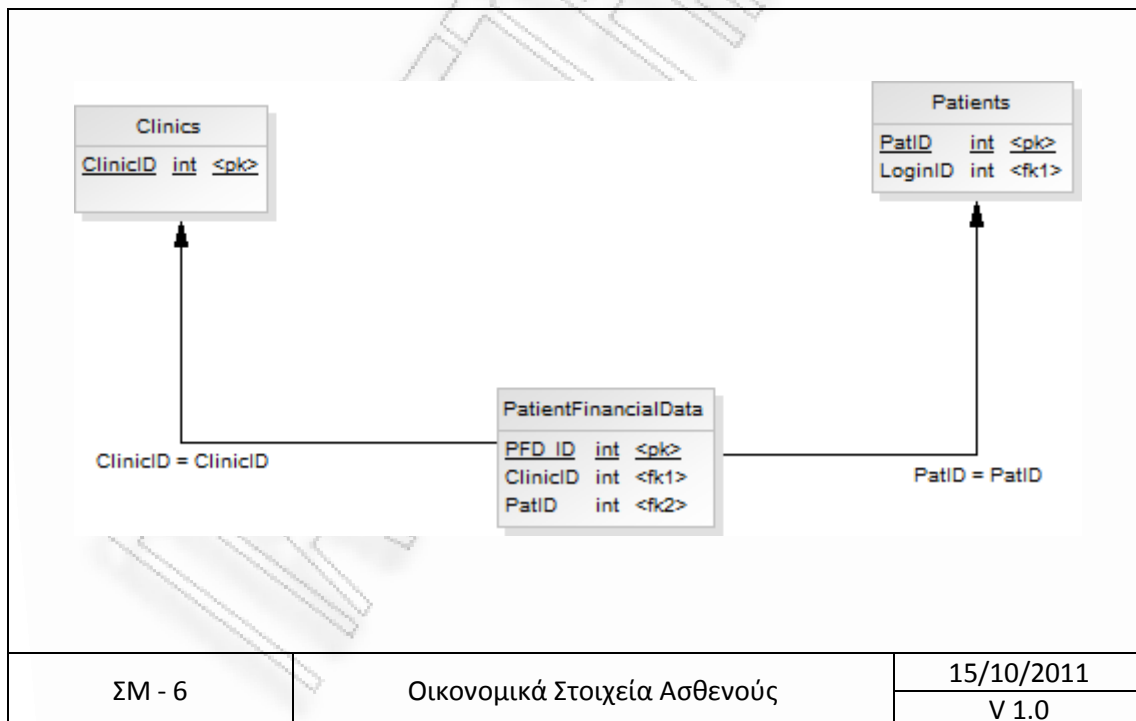 Clinics
ClinicID int <pk>
Patients
PatID int <pk>
LoginID int <fk1>
PatientFinancialData
PFD_ID int <pk>
ClinicID int <fk1>
PatID int <fk2>
ClinicID = ClinicID
PatID = PatID
ΣΜ - 6
Οικονομικά Στοιχεία Ασθενούς
15/10/2011
V 1.0